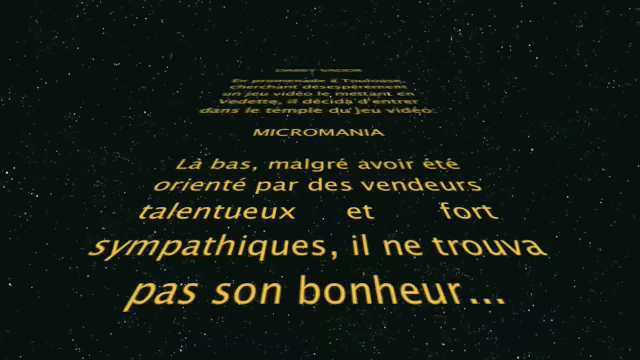 DARKY VADOR
En promenade à Toulouse,
cherchant désespérément
un jeu vidéo le mettant en
Vedette, il décida d'entrer
dans le temple du jeu vidéo.
MICROMANIA
Là bas, malgré avoir été
orienté par des vendeurs
talentueux et fort
sympathiques, il ne trouva
pas son bonheur...